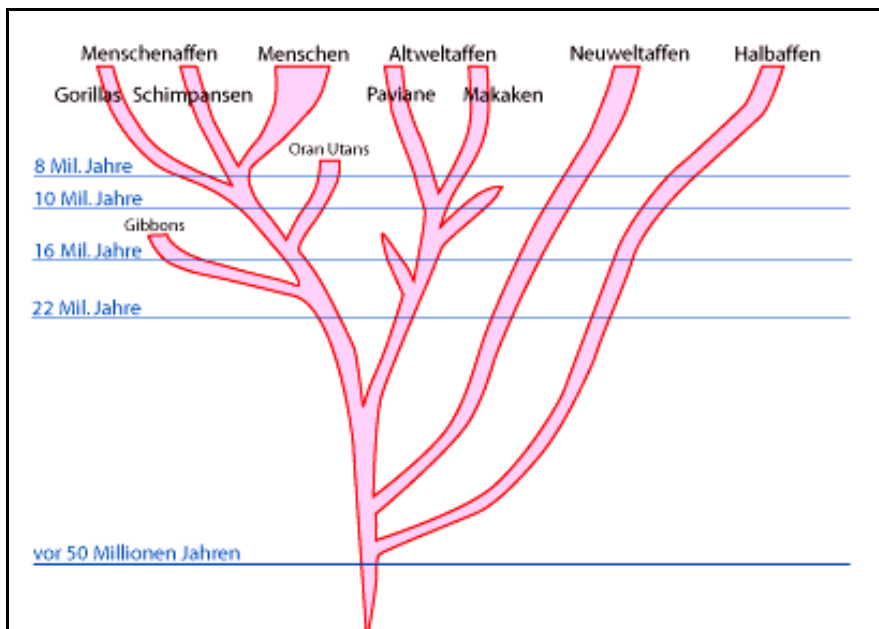 Menschenaffen Menschen Altweltaffen Neuweltaffen Halbaffen
Gorillas Schimpansen Paviane Makaken
Oran Utans
8 Mil. Jahre
10 Mil. Jahre
Gibbons
16 Mil. Jahre
22 Mil. Jahre
vor 50 Millionen Jahren